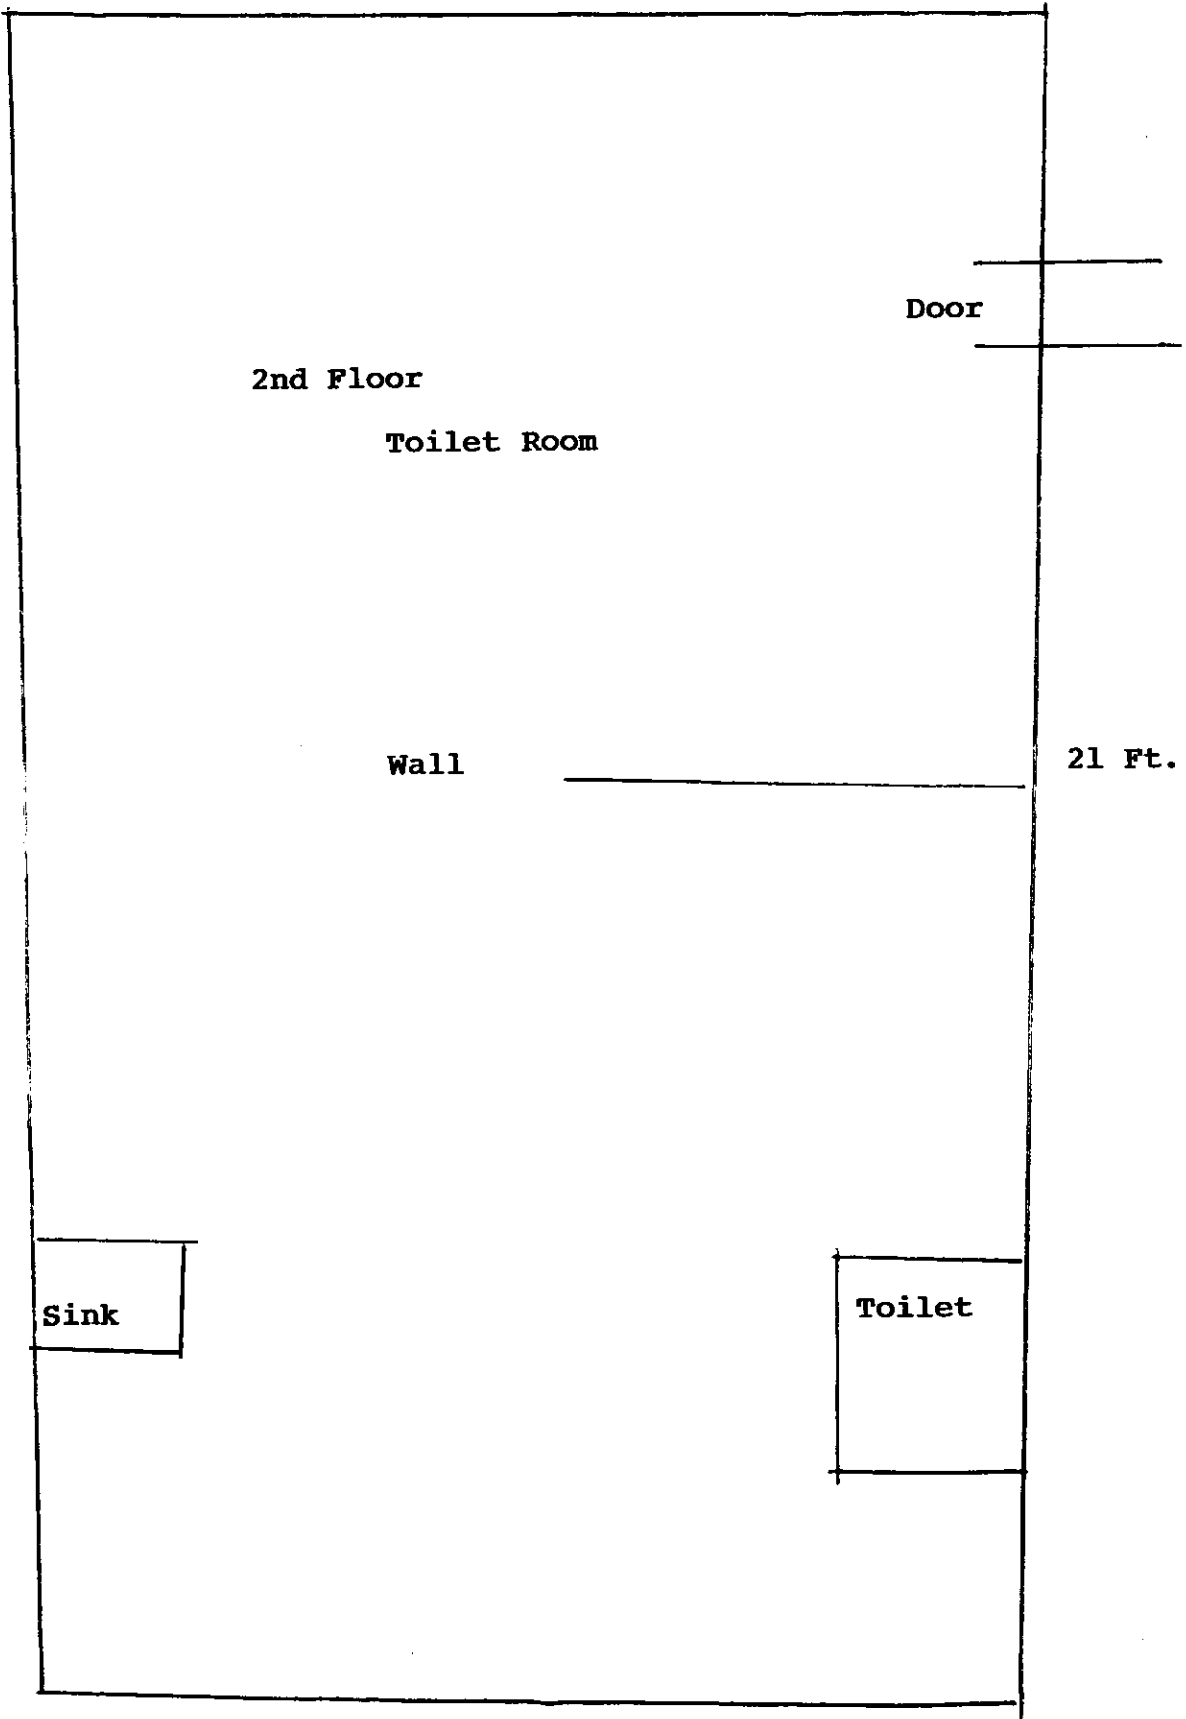 Door
2nd Floor
Toilet Room
Wall
21 Ft.
Sink
Toilet